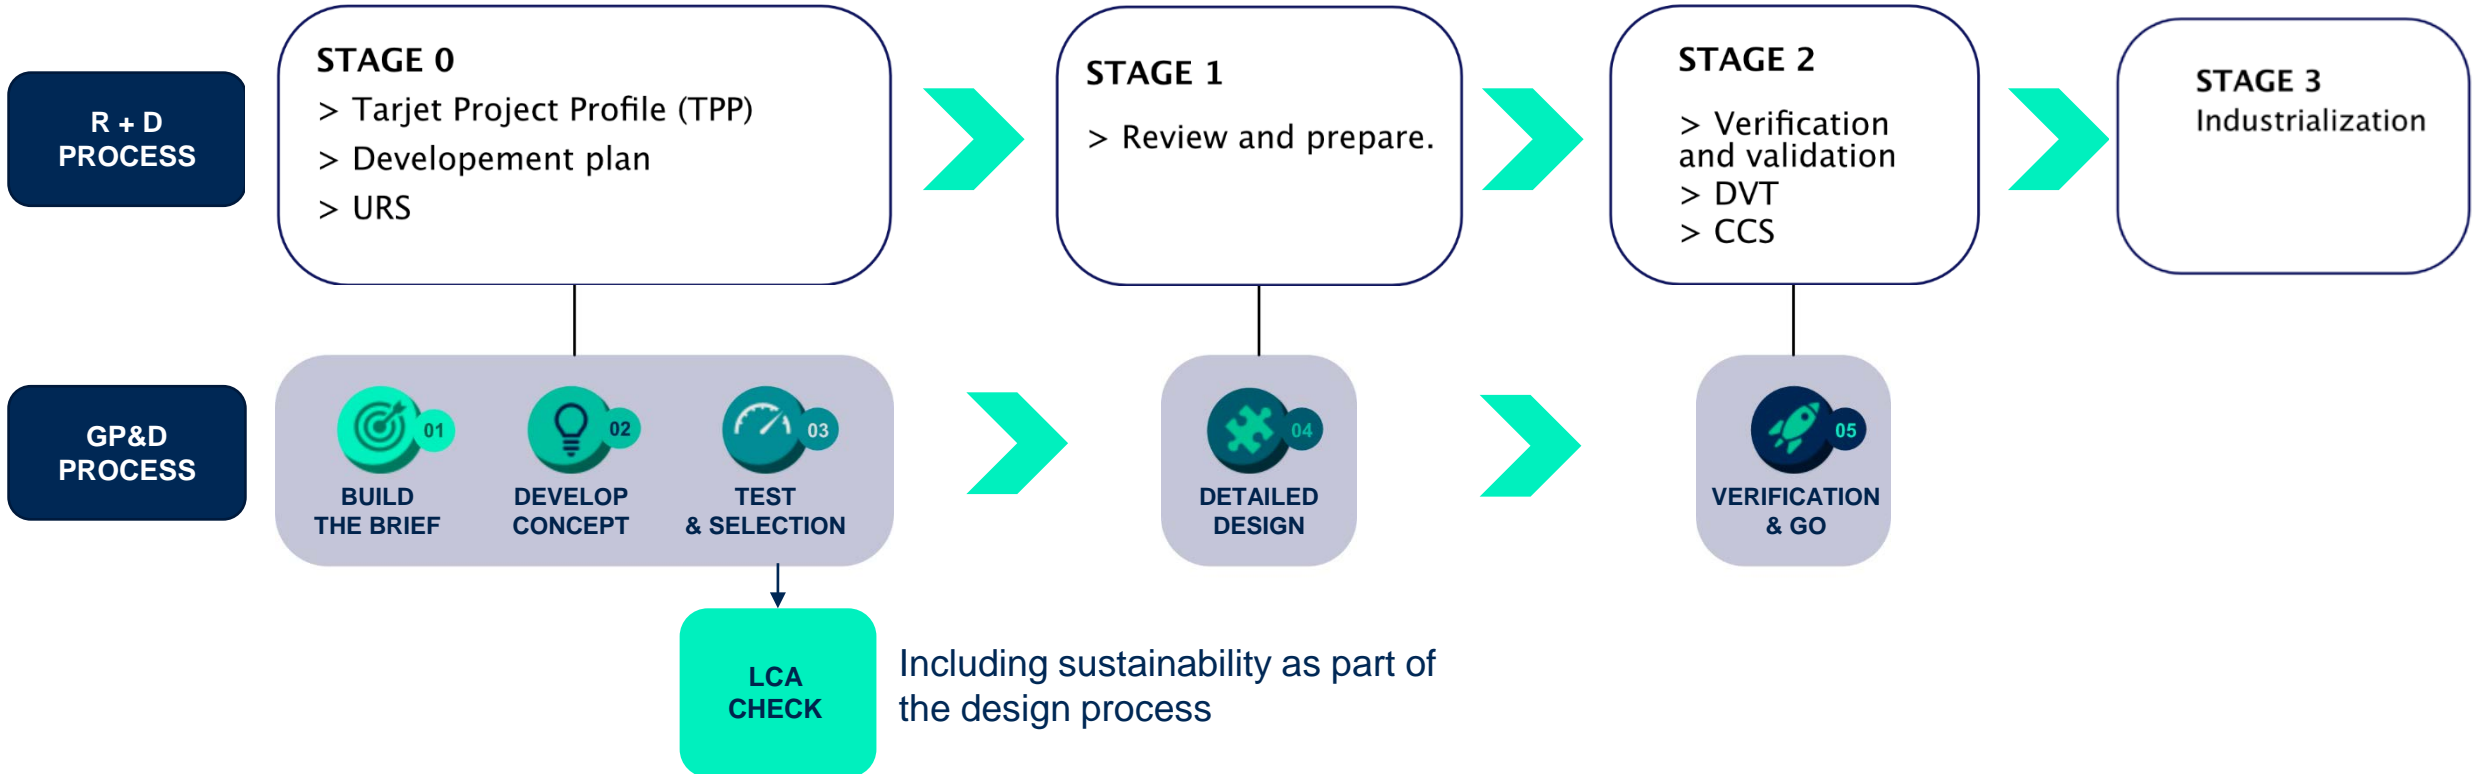 R + D
PROCESS
STAGE 0
> Tarjet Project Profile (TPP)
> Developement plan
> URS
STAGE 1
> Review and prepare.
STAGE 2
> Verification
and validation
> DVT
> CCS
STAGE 3
Industrialization
GP&D
PROCESS
01
BUILD
THE BRIEF
02
DEVELOP
CONCEPT
03
TEST
& SELECTION
04
DETAILED
DESIGN
05
VERIFICATION
& GO
LCA
CHECK
Including sustainability as part of
the design process